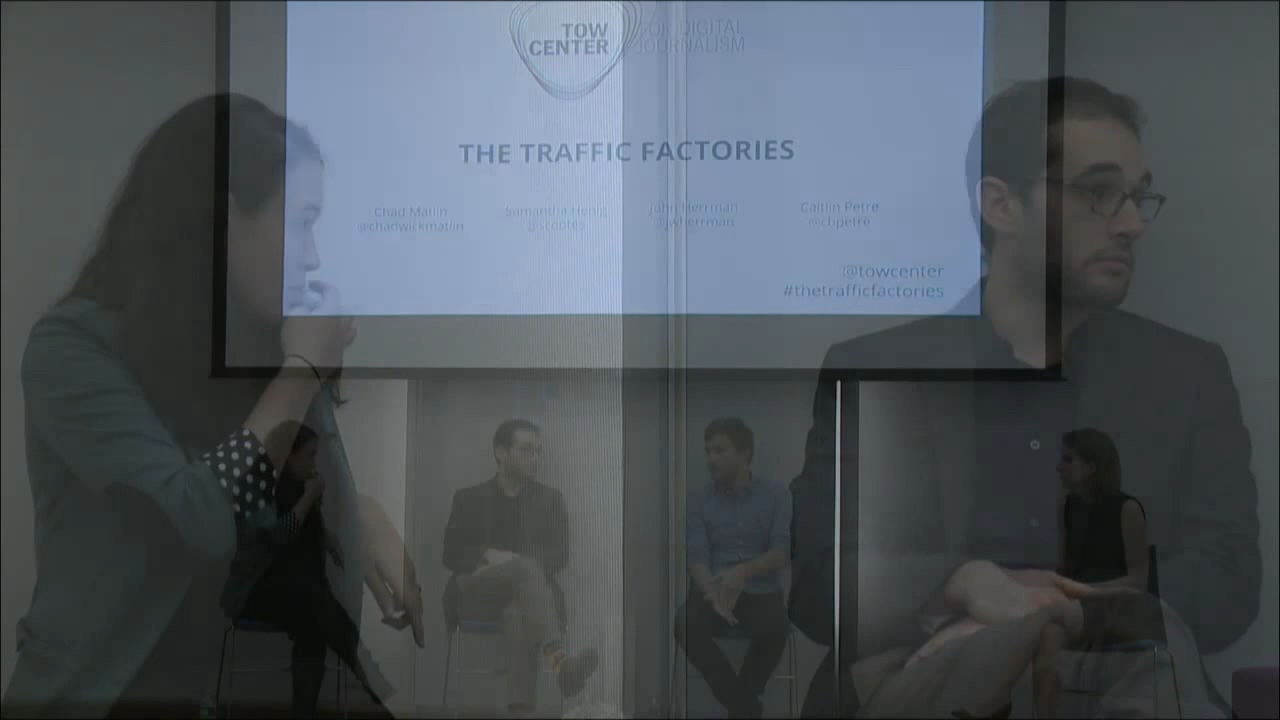 TOW
CENTER
FOR DIGITAL
JOURNALISM
THE TRAFFIC FACTORIES
Chad Matlin
@chadwickmatlin
Samantha Henig
@scootes
John Herrman
@jwherrman
Caitlin Petre
@cbpetre
@towcenter
#thetrafficfactories